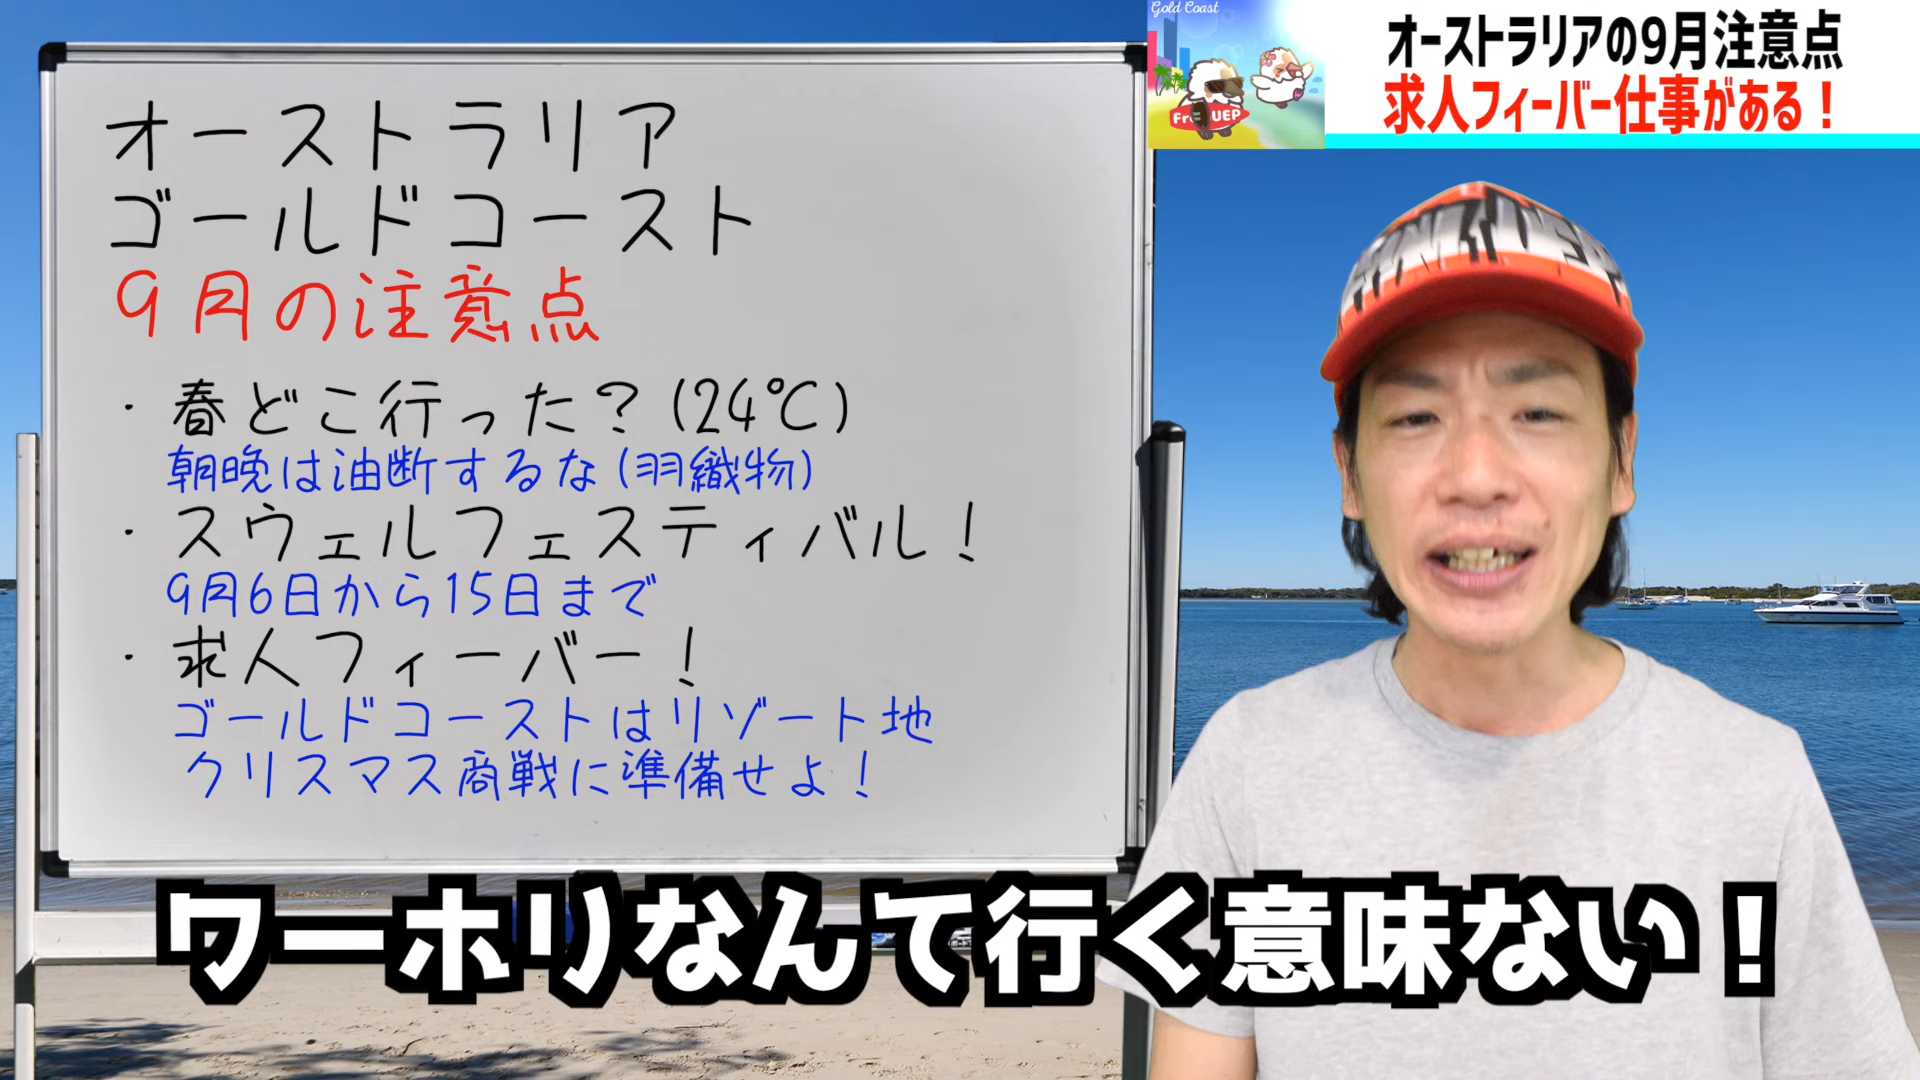 Gold Coast
FreeUEP
オーストラリアの9月注意点
求人フィーバー仕事がある！
オーストラリア
ゴールドコースト
9月の注意点
・春どこ行った？(24℃)
朝晩は油断するな(羽織物)
・スウェルフェスティバル！
9月6日から15日まで
・求人フィーバー！
ゴールドコーストはリゾート地
クリスマス商戦に準備せよ！
ワーホリなんて行く意味ない！